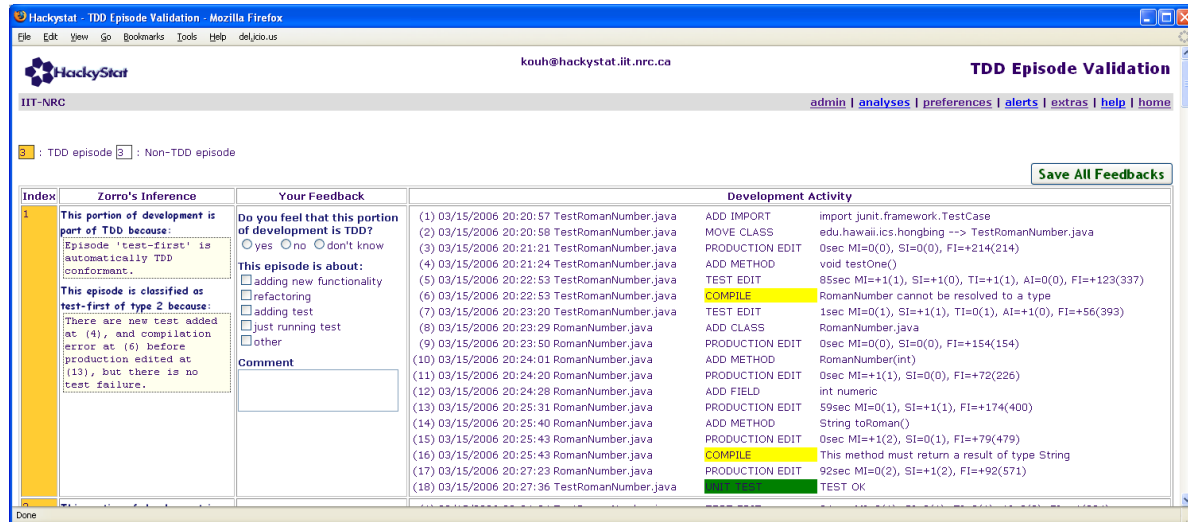 Hackystat - TDD Episode Validation - Mozilla Firefox
File Edit View Go Bookmarks Tools Help del.icio.us
HackyStat
kouh@hackystat.iit.nrc.ca
TDD Episode Validation
IIT-NRC
admin | analyses | preferences | alerts | extras | help | home
3 : TDD episode 3 : Non-TDD episode
Save All Feedbacks
Index Zorro's Inference Your Feedback Development Activity
1
This portion of development is
part of TDD because:
Episode 'test-first' is
automatically TDD
conformant.
This episode is classified as
test-first of type 2 because:
There are new test added
at (4), and compilation
error at (6) before
production edited at
(13), but there is no
test failure.
Do you feel that this portion
of development is TDD?
yes no don't know
This episode is about:
adding new functionality
refactoring
adding test
just running test
other
Comment
(1) 03/15/2006 20:20:57 TestRomanNumber.java ADD IMPORT import junit.framework.TestCase
(2) 03/15/2006 20:20:58 TestRomanNumber.java MOVE CLASS edu.hawaii.ics.hongbing --> TestRomanNumber.java
(3) 03/15/2006 20:21:21 TestRomanNumber.java PRODUCTION EDIT 0sec MI=0(0), SI=0(0), FI=+214(214)
(4) 03/15/2006 20:21:24 TestRomanNumber.java ADD METHOD void testOne()
(5) 03/15/2006 20:22:53 TestRomanNumber.java TEST EDIT 85sec MI=+1(1), SI=+1(0), TI=+1(1), AI=0(0), FI=+123(337)
(6) 03/15/2006 20:22:53 TestRomanNumber.java COMPILE RomanNumber cannot be resolved to a type
(7) 03/15/2006 20:23:20 TestRomanNumber.java TEST EDIT 1sec MI=0(1), SI=+1(1), TI=0(1), AI=+1(0), FI=+56(393)
(8) 03/15/2006 20:23:29 RomanNumber.java ADD CLASS RomanNumber.java
(9) 03/15/2006 20:23:50 RomanNumber.java PRODUCTION EDIT 0sec MI=0(0), SI=0(0), FI=+154(154)
(10) 03/15/2006 20:24:01 RomanNumber.java ADD METHOD RomanNumber(int)
(11) 03/15/2006 20:24:20 RomanNumber.java PRODUCTION EDIT 0sec MI=+1(1), SI=0(0), FI=+72(226)
(12) 03/15/2006 20:24:28 RomanNumber.java ADD FIELD int numeric
(13) 03/15/2006 20:25:31 RomanNumber.java PRODUCTION EDIT 59sec MI=0(1), SI=+1(1), FI=+174(400)
(14) 03/15/2006 20:25:40 RomanNumber.java ADD METHOD String toRoman()
(15) 03/15/2006 20:25:43 RomanNumber.java PRODUCTION EDIT 0sec MI=+1(2), SI=0(1), FI=+79(479)
(16) 03/15/2006 20:25:43 RomanNumber.java COMPILE This method must return a result of type String
(17) 03/15/2006 20:27:23 RomanNumber.java PRODUCTION EDIT 92sec MI=0(2), SI=+1(2), FI=+92(571)
(18) 03/15/2006 20:27:36 TestRomanNumber.java UNIT TEST TEST OK
Done